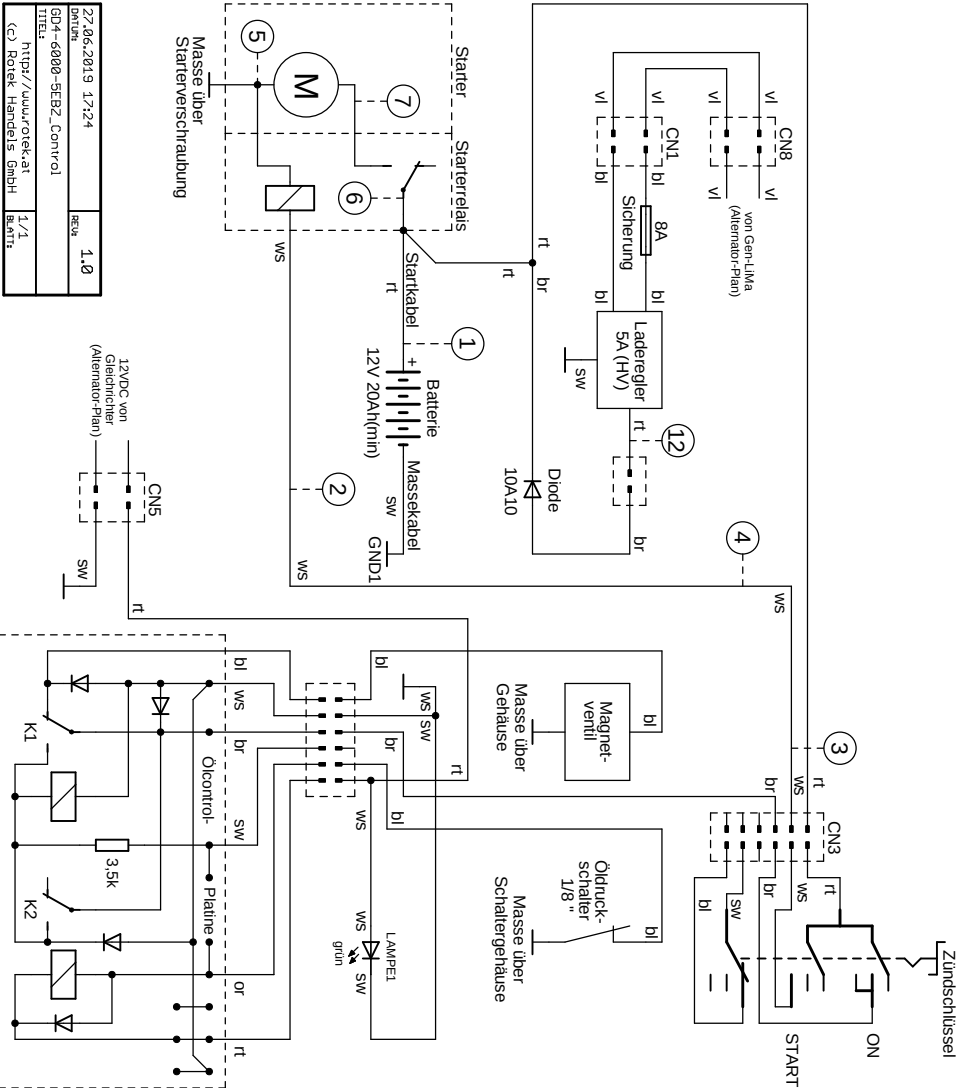 Zündschlüssel
ON
START
CN3
rt
ws
br
sw
bl
rt
ws
br
3
4
ws
CN8
vl
vl
vl
vl
von Gen-LiMa
(Alternator-Plan)
CN1
vl
vl
bl
bl
8A
Sicherung
bl
bl
Laderegler
5A (HV)
sw
rt
12
br
Diode
10A10
rt
br
rt
Starter
Starterrelais
5
M
7
6
Masse über
Starterverschraubung
ws
Startkabel
rt
1
+
Batterie
12V 20Ah(min)
Massekabel
sw
GND1
2
ws
12VDC von
Gleichrichter
(Alternator-Plan)
CN5
sw
rt
bl
Magnet-
ventil
Masse über
Gehäuse
bl
ws
sw
br
rt
bl
bl
Öldruck-
schalter
1/8 "
Masse über
Schaltergehäuse
ws
ws
LAMPE1
grün
sw
bl
ws
br
sw
or
rt
Ölcontrol-
Platine
K1
3,5k
K2
27.06.2019 17:24
DATUM:
REV: 1.0
GD4-6000-5EBZ_Control
TITEL:
http://www.rotek.at
(c) Rotek Handels GmbH
1/1
BLATT: